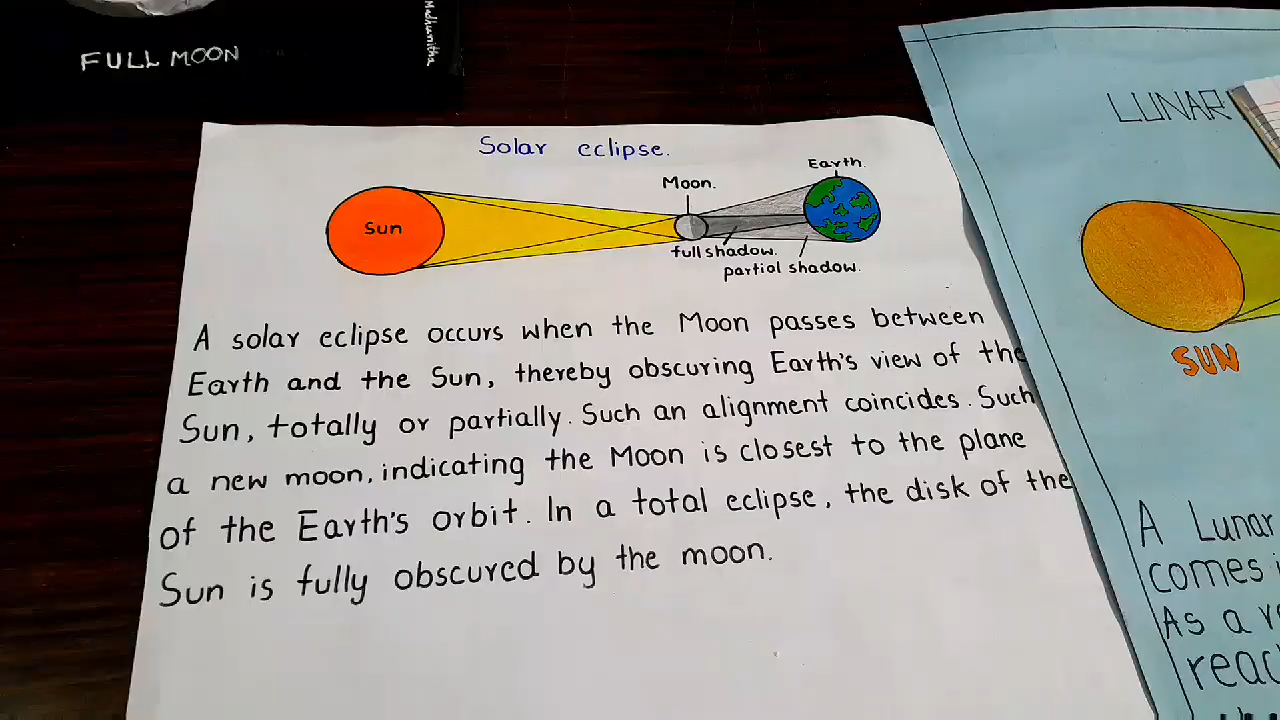 FULL MOON
Madhumitha
Solar eclipse.
Earth.
Moon.
Sun
full shadow.
partial shadow.
A solar eclipse occurs when the Moon passes between
Earth and the Sun, thereby obscuring Earth's view of the
Sun, totally or partially. Such an alignment coincides. Such
a new moon, indicating the Moon is closest to the plane
of the Earth's orbit. In a total eclipse, the disk of the
Sun is fully obscured by the moon.
LUNAR
SUN
A Lunar
comes
As a
reac